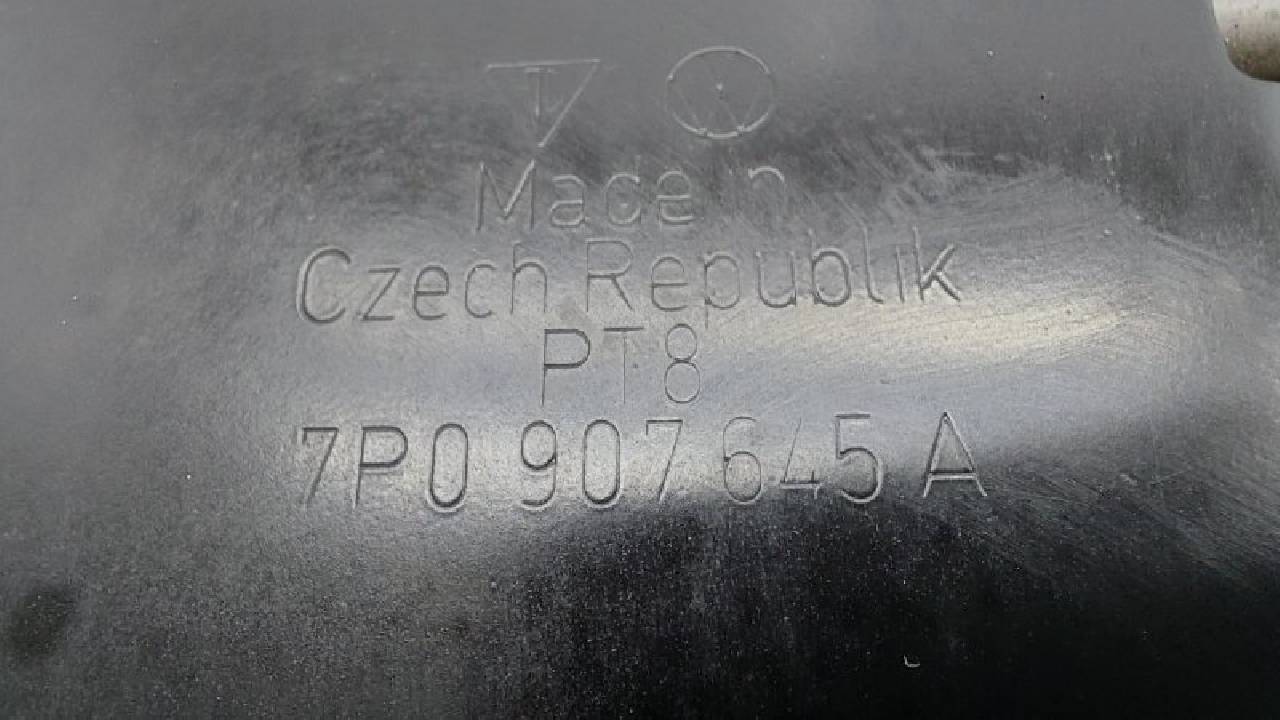 T
Made in
Czech Republik
PT8
7P0 907 645 A